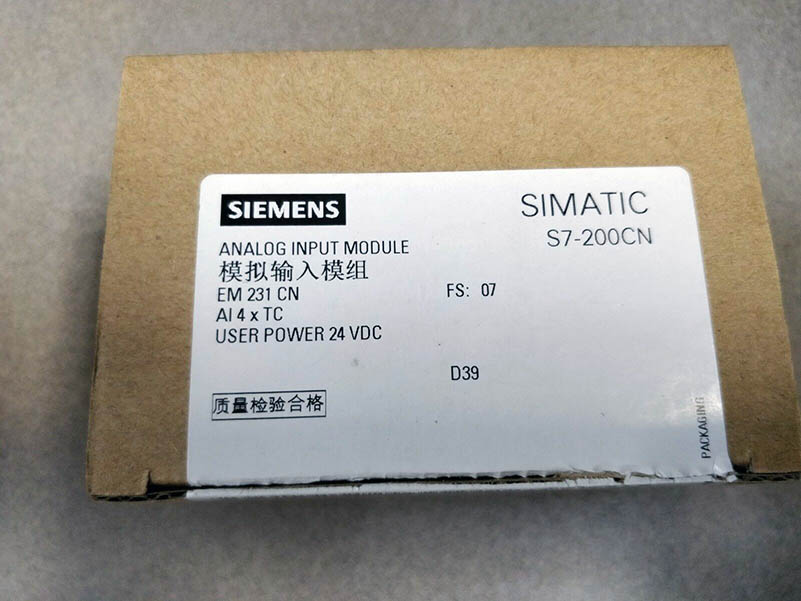 SIEMENS
SIMATIC
S7-200CN
ANALOG INPUT MODULE
模拟输入模组
EM 231 CN
FS: 07
AI 4 x TC
USER POWER 24 VDC
D39
质量检验合格
PACKAGING